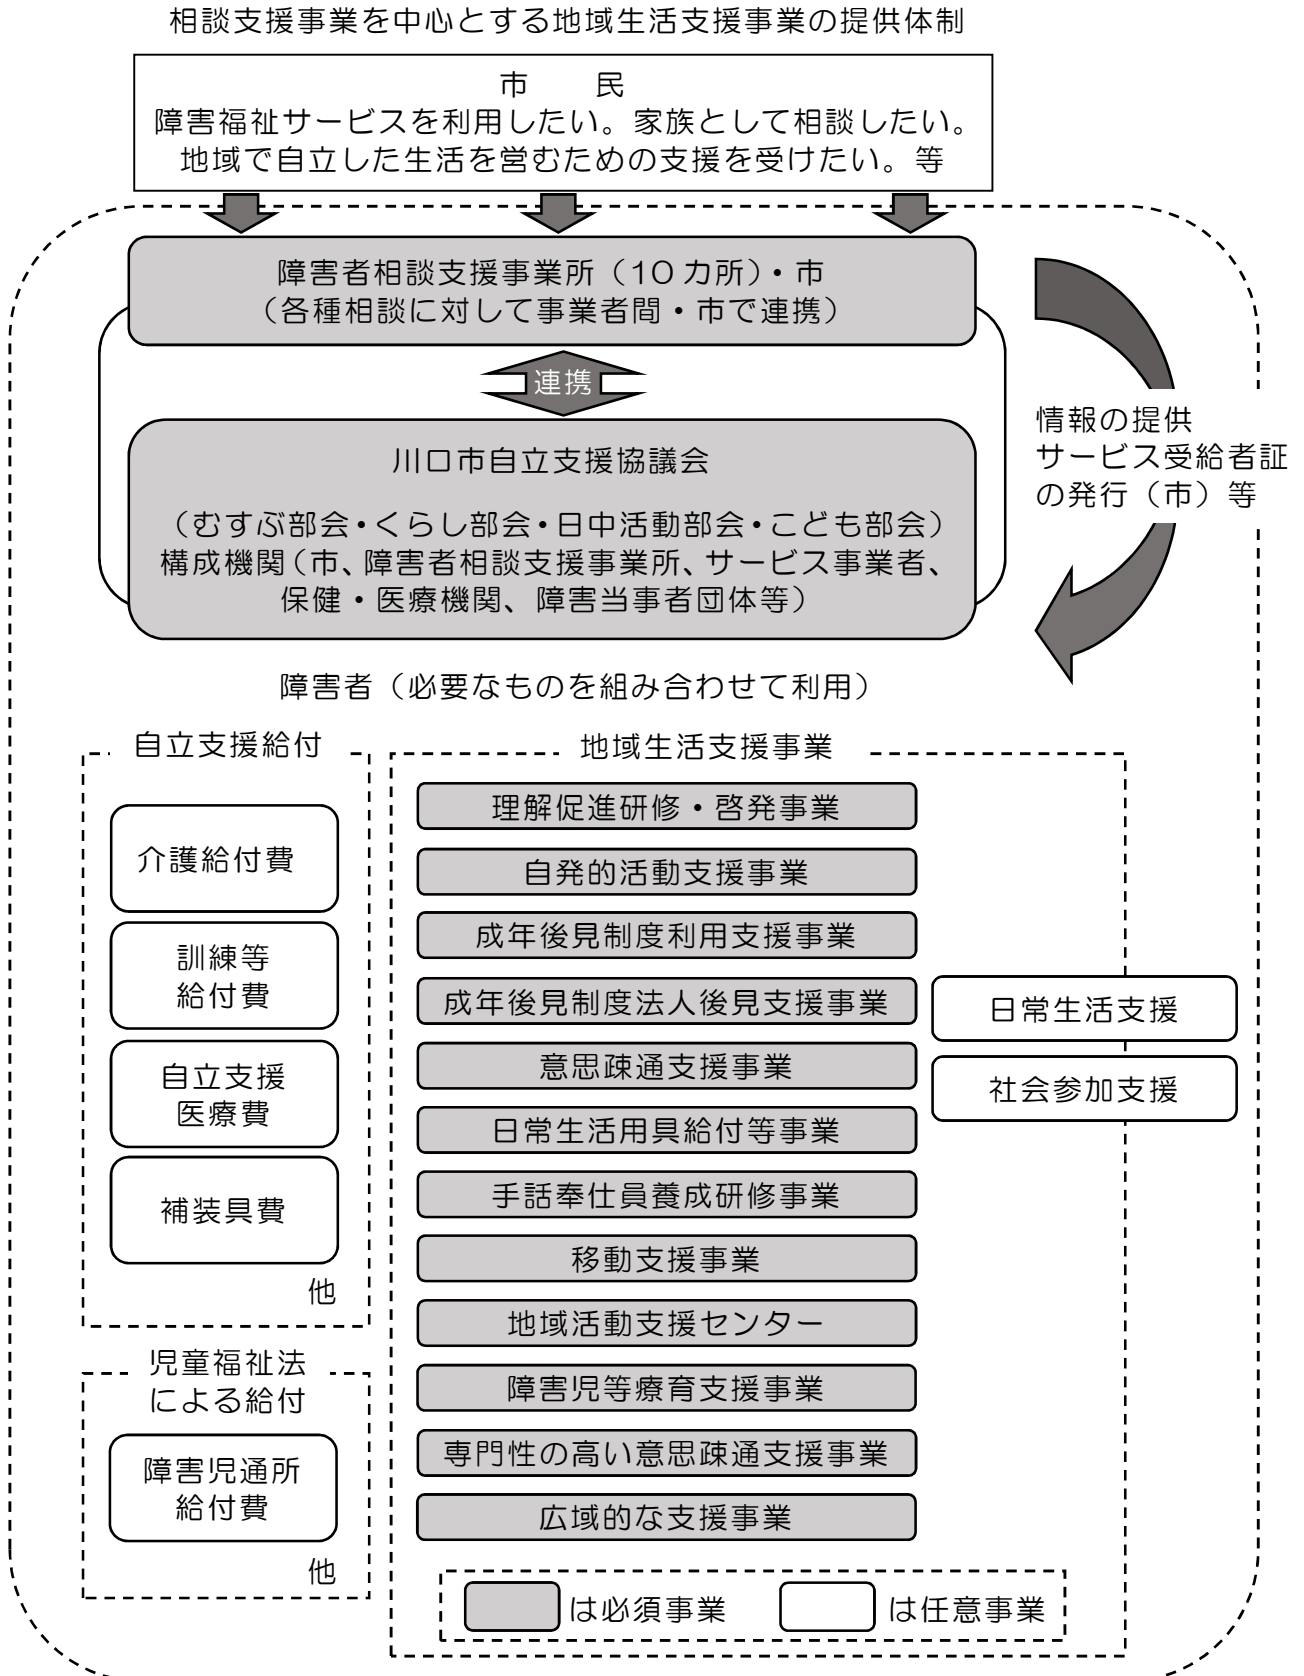 相談支援事業を中心とする地域生活支援事業の提供体制
市　　民
障害福祉サービスを利用したい。家族として相談したい。
地域で自立した生活を営むための支援を受けたい。等
障害者相談支援事業所（10カ所）・市
（各種相談に対して事業者間・市で連携）
連携
川口市自立支援協議会
（むすぶ部会・くらし部会・日中活動部会・こども部会）
構成機関（市、障害者相談支援事業所、サービス事業者、
保健・医療機関、障害当事者団体等）
情報の提供
サービス受給者証
の発行（市）等
障害者（必要なものを組み合わせて利用）
自立支援給付
介護給付費
訓練等
給付費
自立支援
医療費
補装具費
他
児童福祉法
による給付
障害児通所
給付費
他
地域生活支援事業
理解促進研修・啓発事業
自発的活動支援事業
成年後見制度利用支援事業
成年後見制度法人後見支援事業
意思疎通支援事業
日常生活用具給付等事業
手話奉仕員養成研修事業
移動支援事業
地域活動支援センター
障害児等療育支援事業
専門性の高い意思疎通支援事業
広域的な支援事業
日常生活支援
社会参加支援
は必須事業
は任意事業